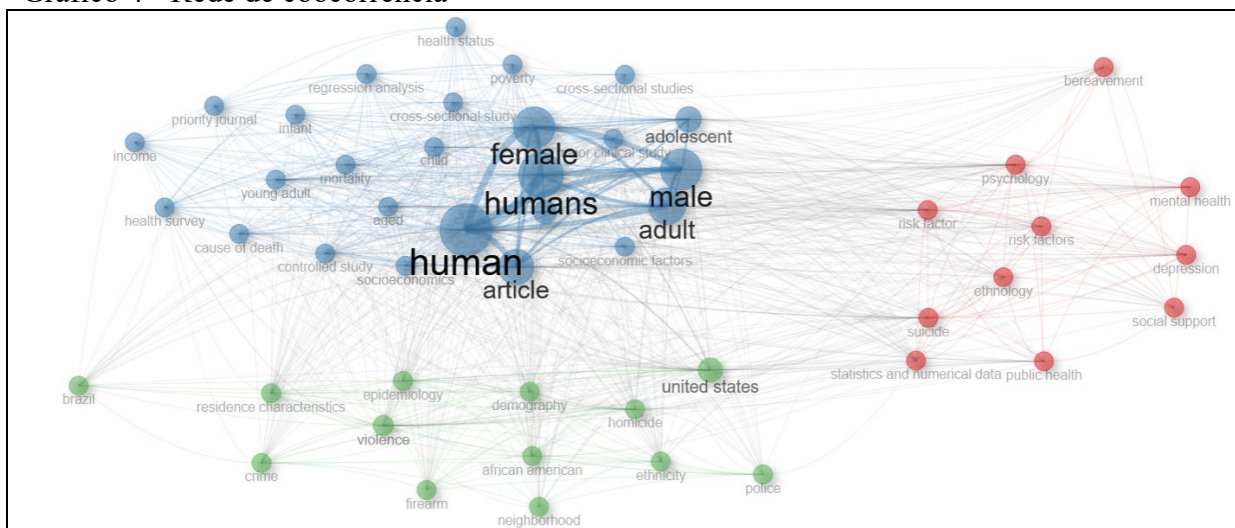 Gráfico 4 - Rede de coocorrência
health status
bereavement
regression analysis
poverty
cross-sectional studies
priority journal
infant
cross-sectional study
adolescent
income
child
clinical study
female
psychology
mortality
young adult
humans
male
mental health
health survey
aged
adult
risk factor
risk factors
cause of death
controlled study
socioeconomics
human
article
socioeconomic factors
depression
ethnology
social support
suicide
statistics and numerical data
public health
united states
brazil
residence characteristics
epidemiology
demography
homicide
violence
crime
african american
ethnicity
police
firearm
neighborhood